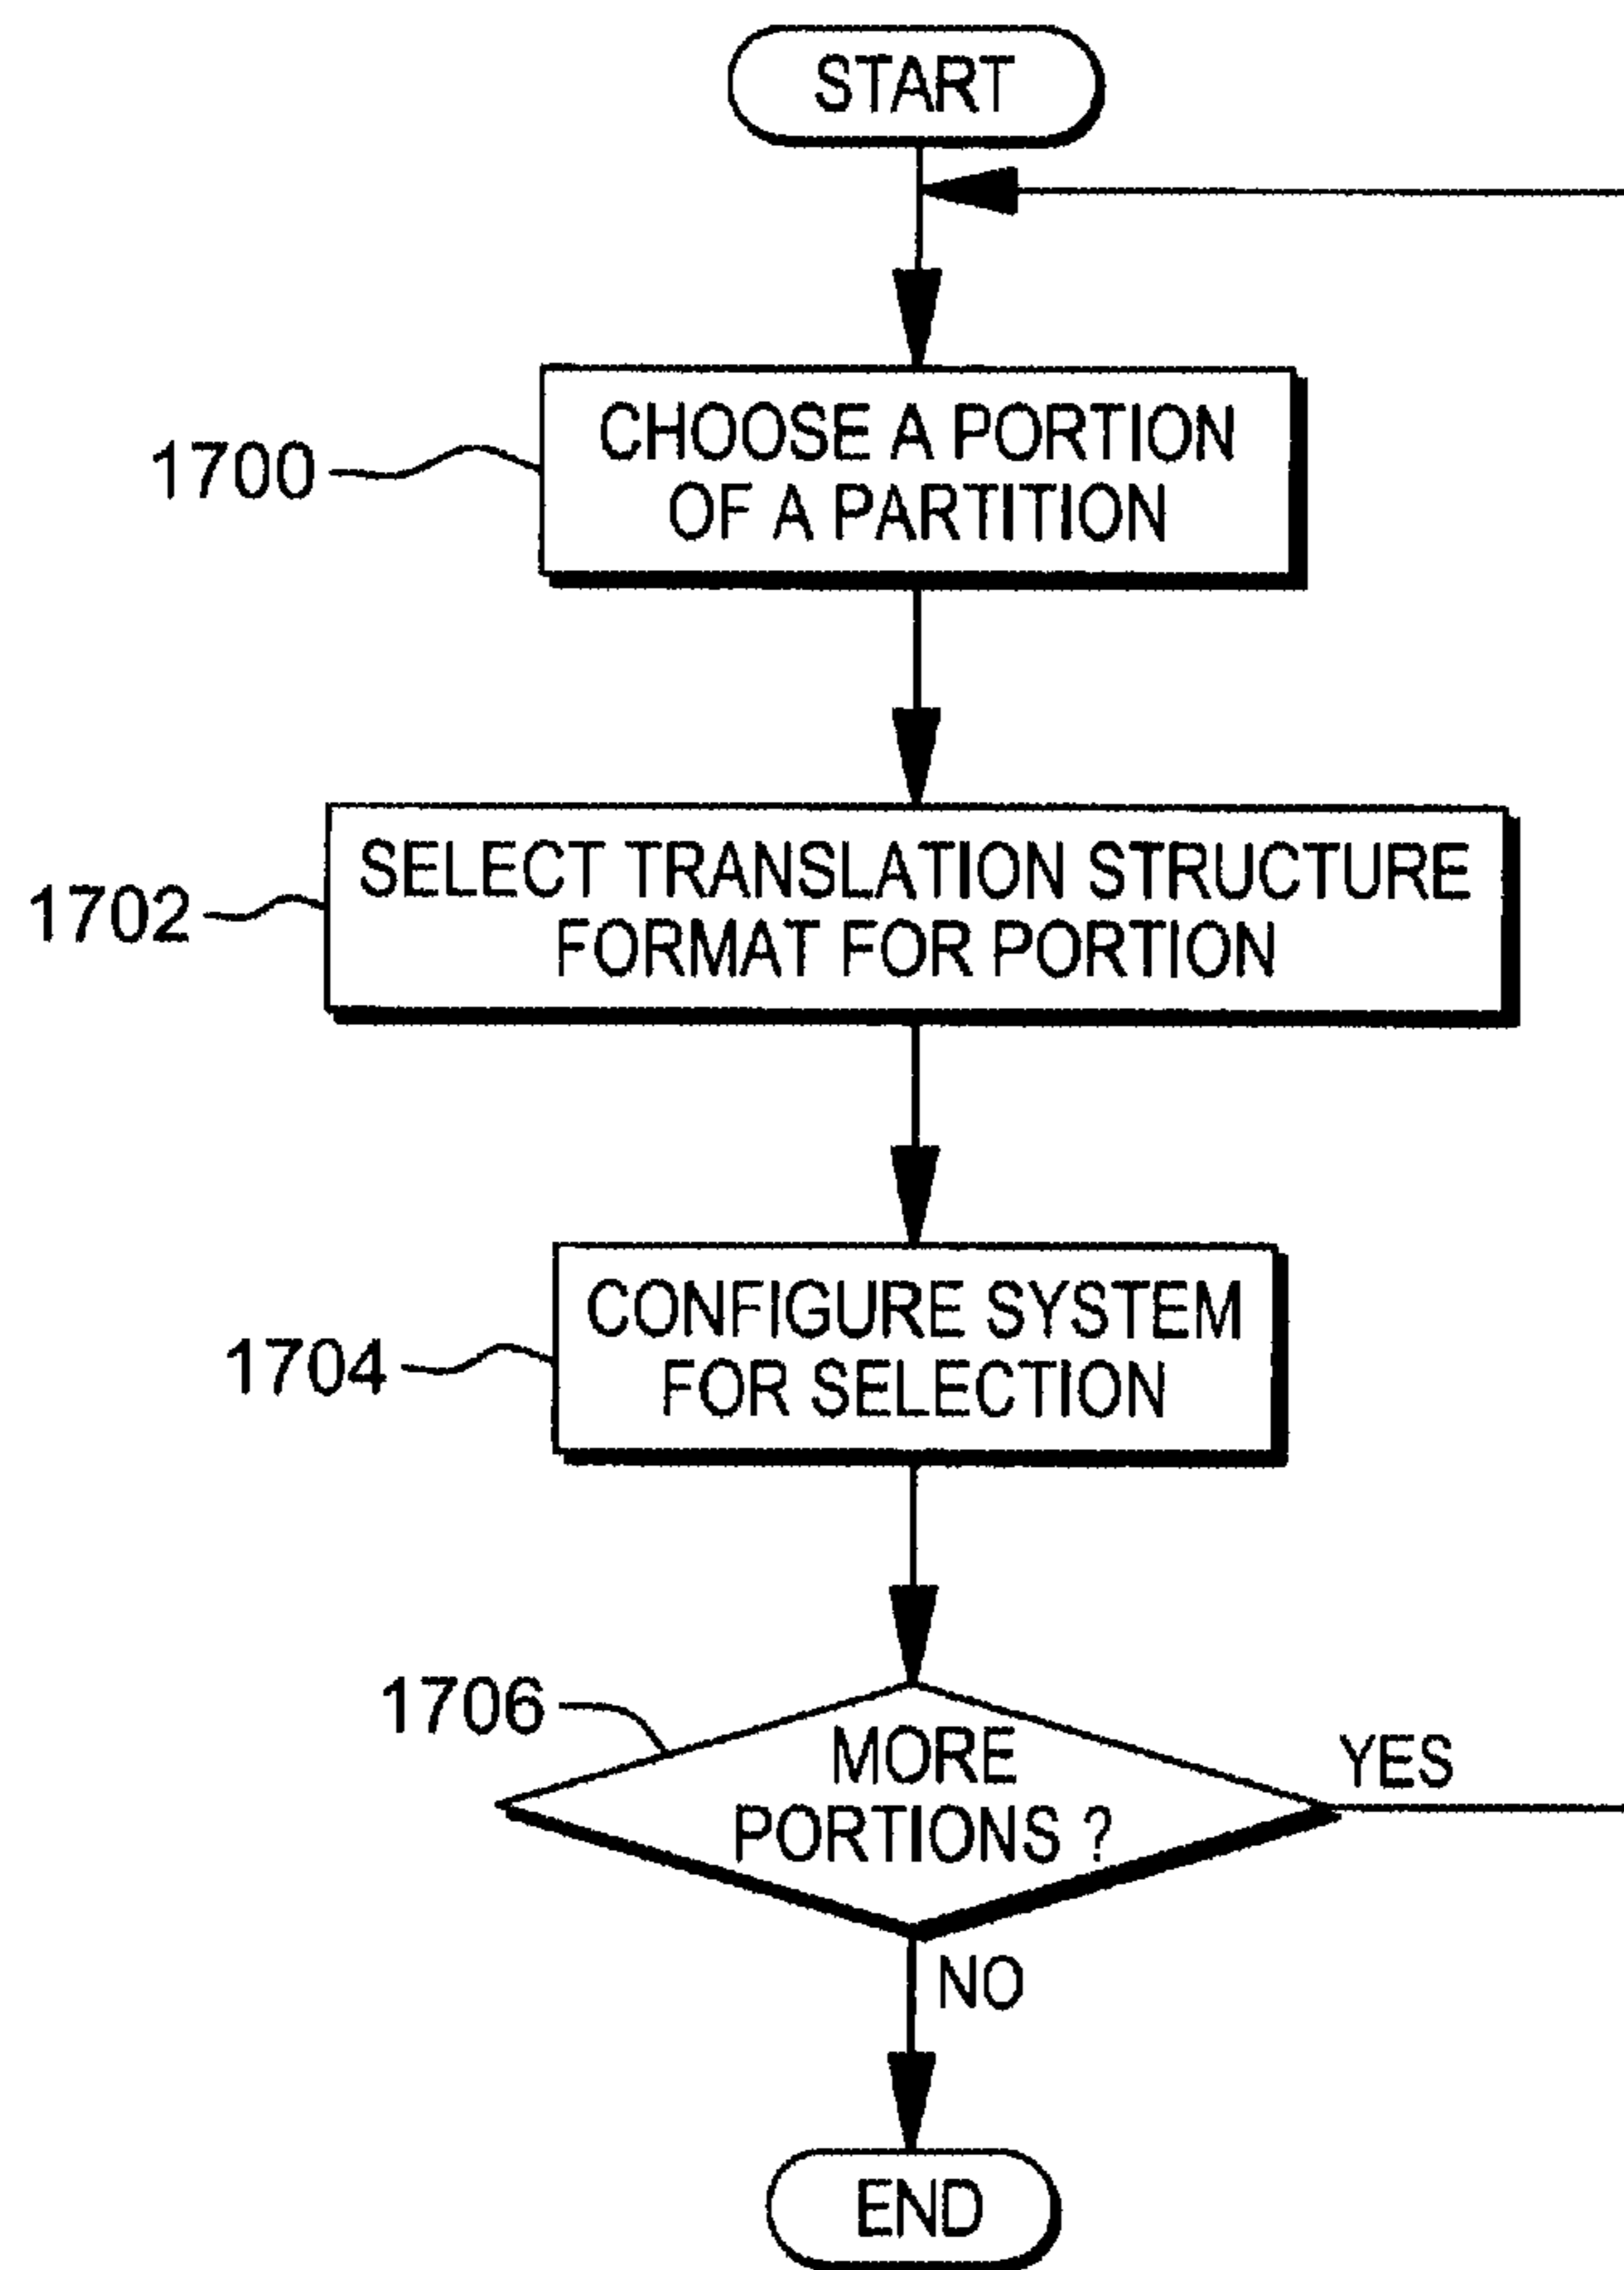 START
CHOOSE A PORTION
OF A PARTITION
1700
SELECT TRANSLATION STRUCTURE
FORMAT FOR PORTION
1702
CONFIGURE SYSTEM
FOR SELECTION
1704
1706
MORE
PORTIONS ?
YES
NO
END